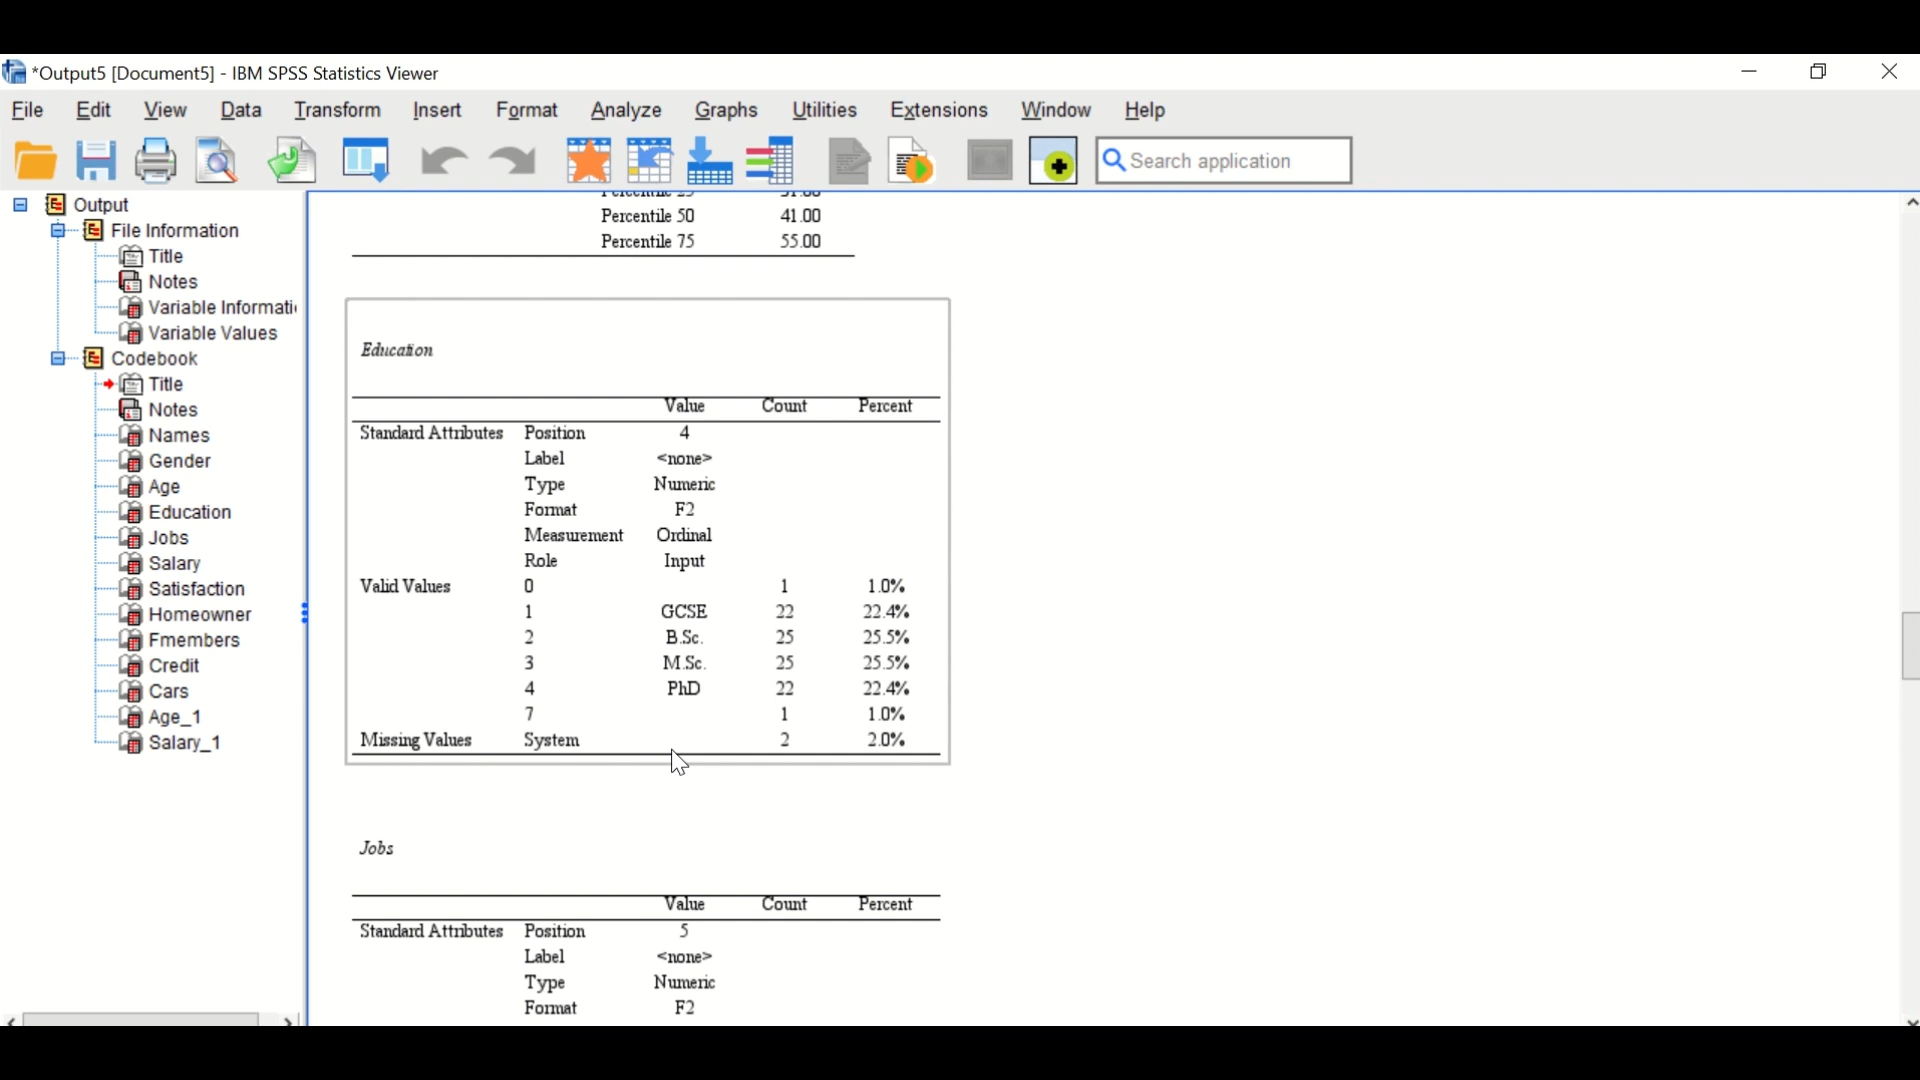 *Output5 [Document5] - IBM SPSS Statistics Viewer
File Edit View Data Transform Insert Format Analyze Graphs Utilities Extensions Window Help
Search application
Output
File Information
Title
Notes
Variable Informati
Variable Values
Codebook
Title
Notes
Names
Gender
Age
Education
Jobs
Salary
Satisfaction
Homeowner
Fmembers
Credit
Cars
Age_1
Salary_1
Percentile 50 41.00
Percentile 75 55.00
Education
Value Count Percent
Standard Attributes Position 4
Label <none>
Type Numeric
Format F2
Measurement Ordinal
Role Input
Valid Values 0 1 1.0%
1 GCSE 22 22.4%
2 B.Sc. 25 25.5%
3 M.Sc. 25 25.5%
4 PhD 22 22.4%
7 1 1.0%
Missing Values System 2 2.0%
Jobs
Value Count Percent
Standard Attributes Position 5
Label <none>
Type Numeric
Format F2